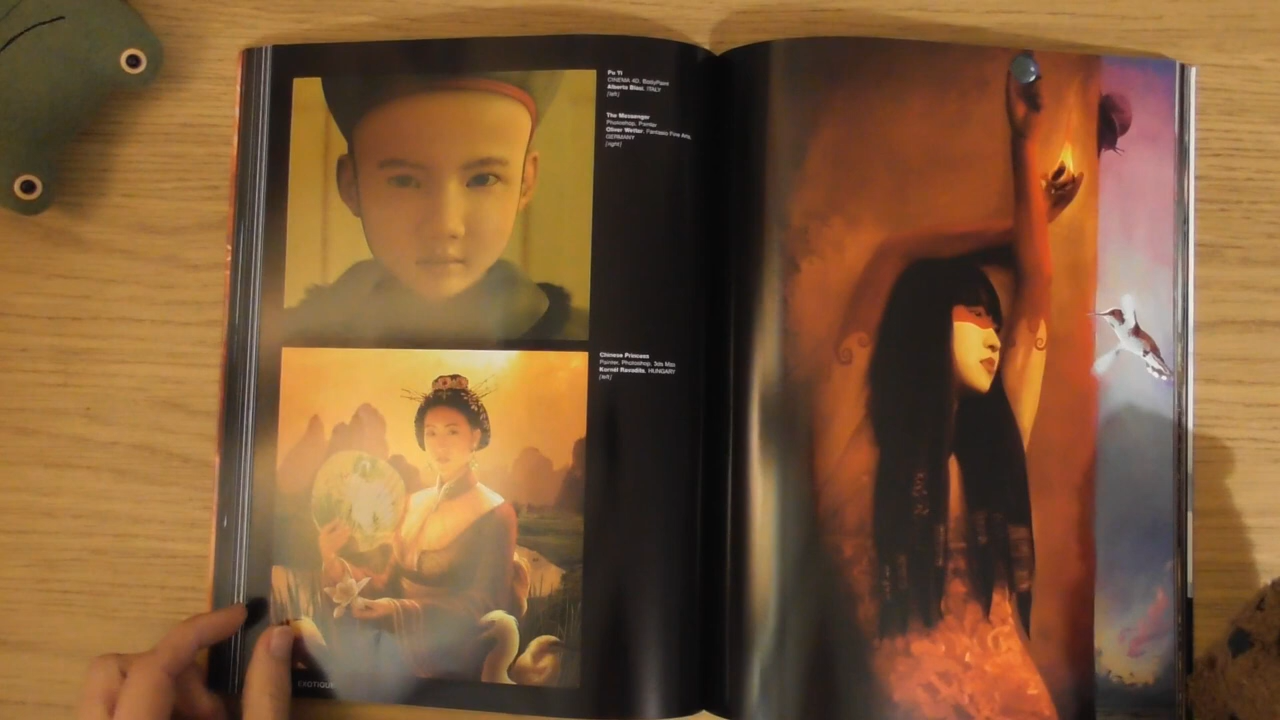 Pu Yi
CINEMA 4D, BodyPaint
Alberto Blasi, ITALY
[left]
The Messenger
Photoshop, Painter
Oliver Wetter, Fantasio Fine Arts,
GERMANY
[right]
Chinese Princess
Painter, Photoshop, 3ds Max
Kornél Ravadits, HUNGARY
[left]
EXOTIQUE